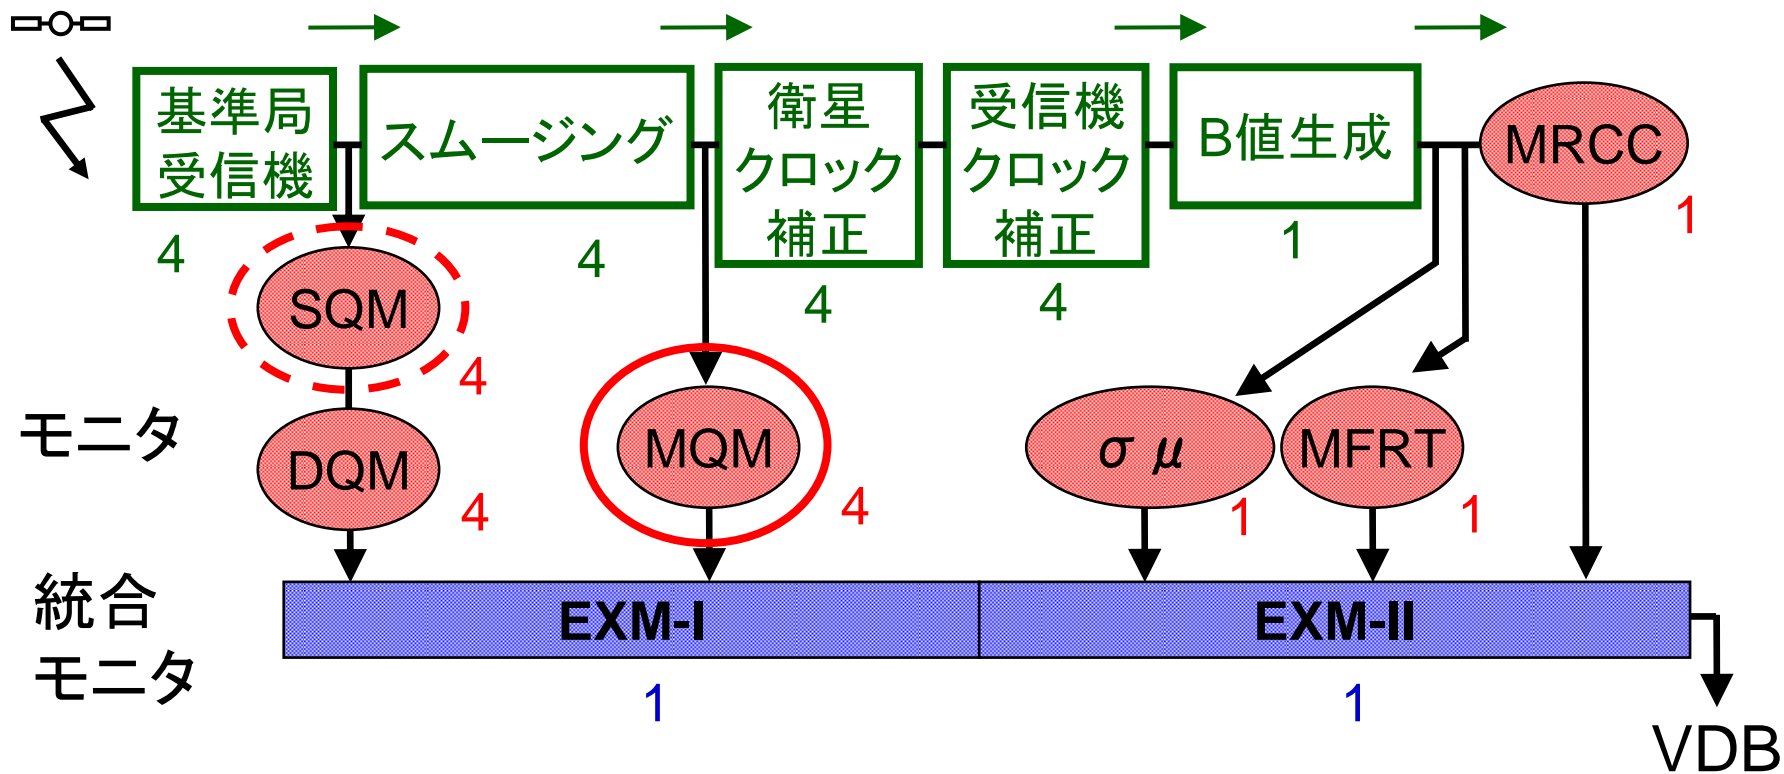 基準局
受信機
4
スムージング
4
衛星
クロック
補正
4
受信機
クロック
補正
4
B値生成
1
MRCC
1
SQM
4
モニタ
DQM
4
MQM
4
σμ
1
MFRT
1
統合
モニタ
EXM-I
1
EXM-II
1
VDB